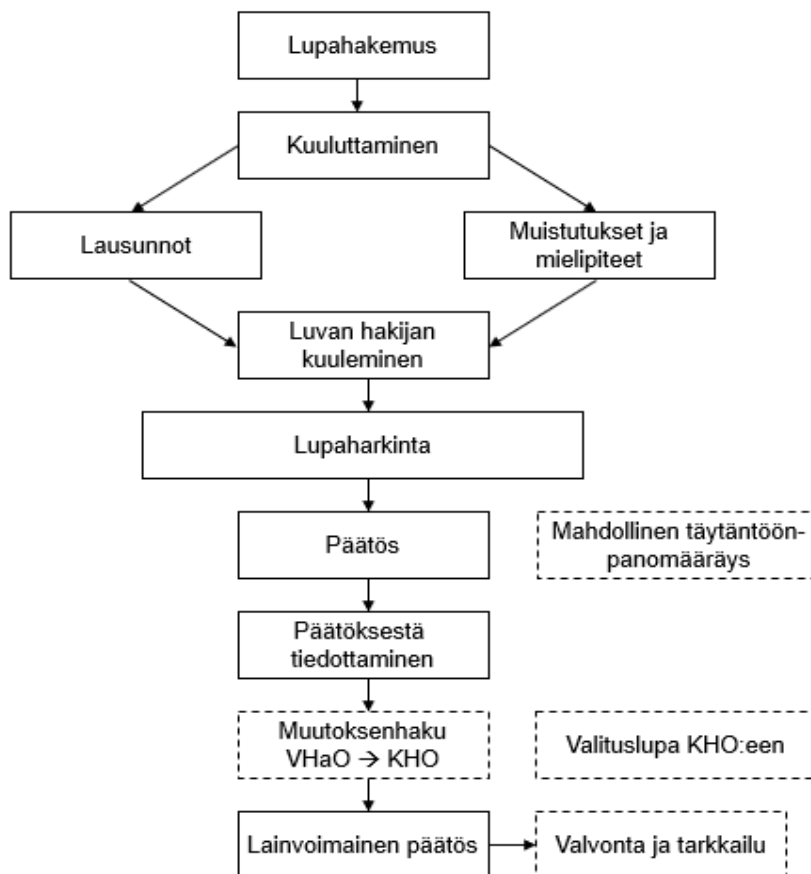 Lupahakemus
Kuuluttaminen
Lausunnot
Muistutukset ja
mielipiteet
Luvan hakijan
kuuleminen
Lupaharkinta
Päätös
Mahdollinen täytäntöön-
panomääräys
Päätöksestä
tiedottaminen
Muutoksenhaku
VHaO → KHO
Valituslupa KHO:een
Lainvoimainen päätös
Valvonta ja tarkkailu